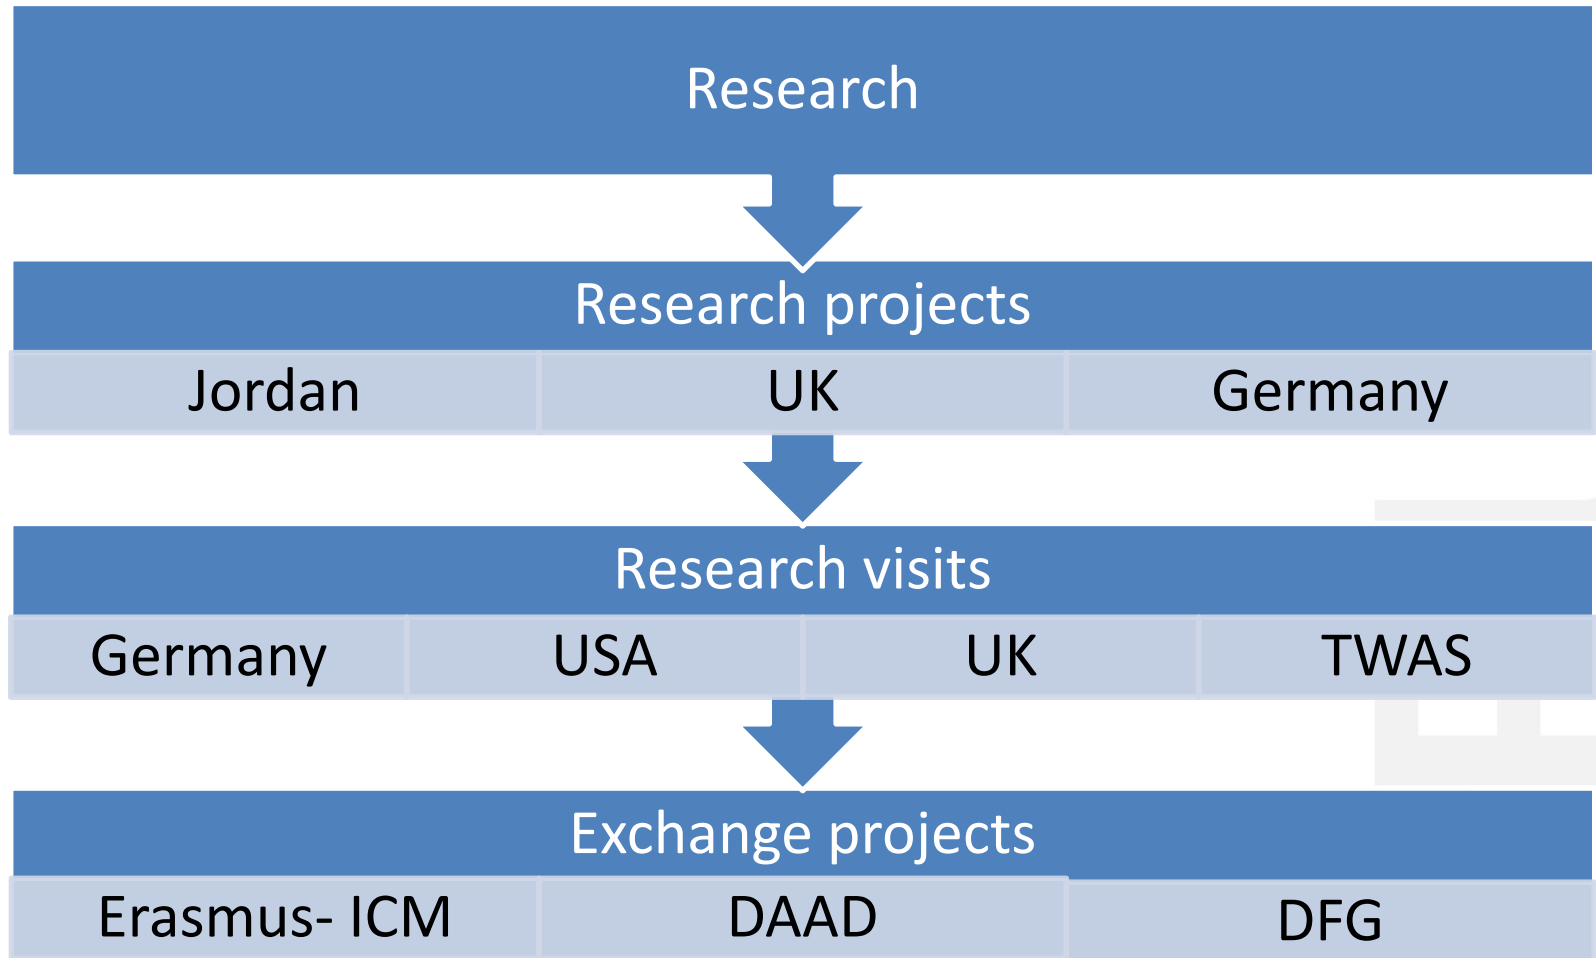 Research
Research projects
Jordan UK Germany
Research visits
Germany USA UK TWAS
Exchange projects
Erasmus- ICM DAAD DFG